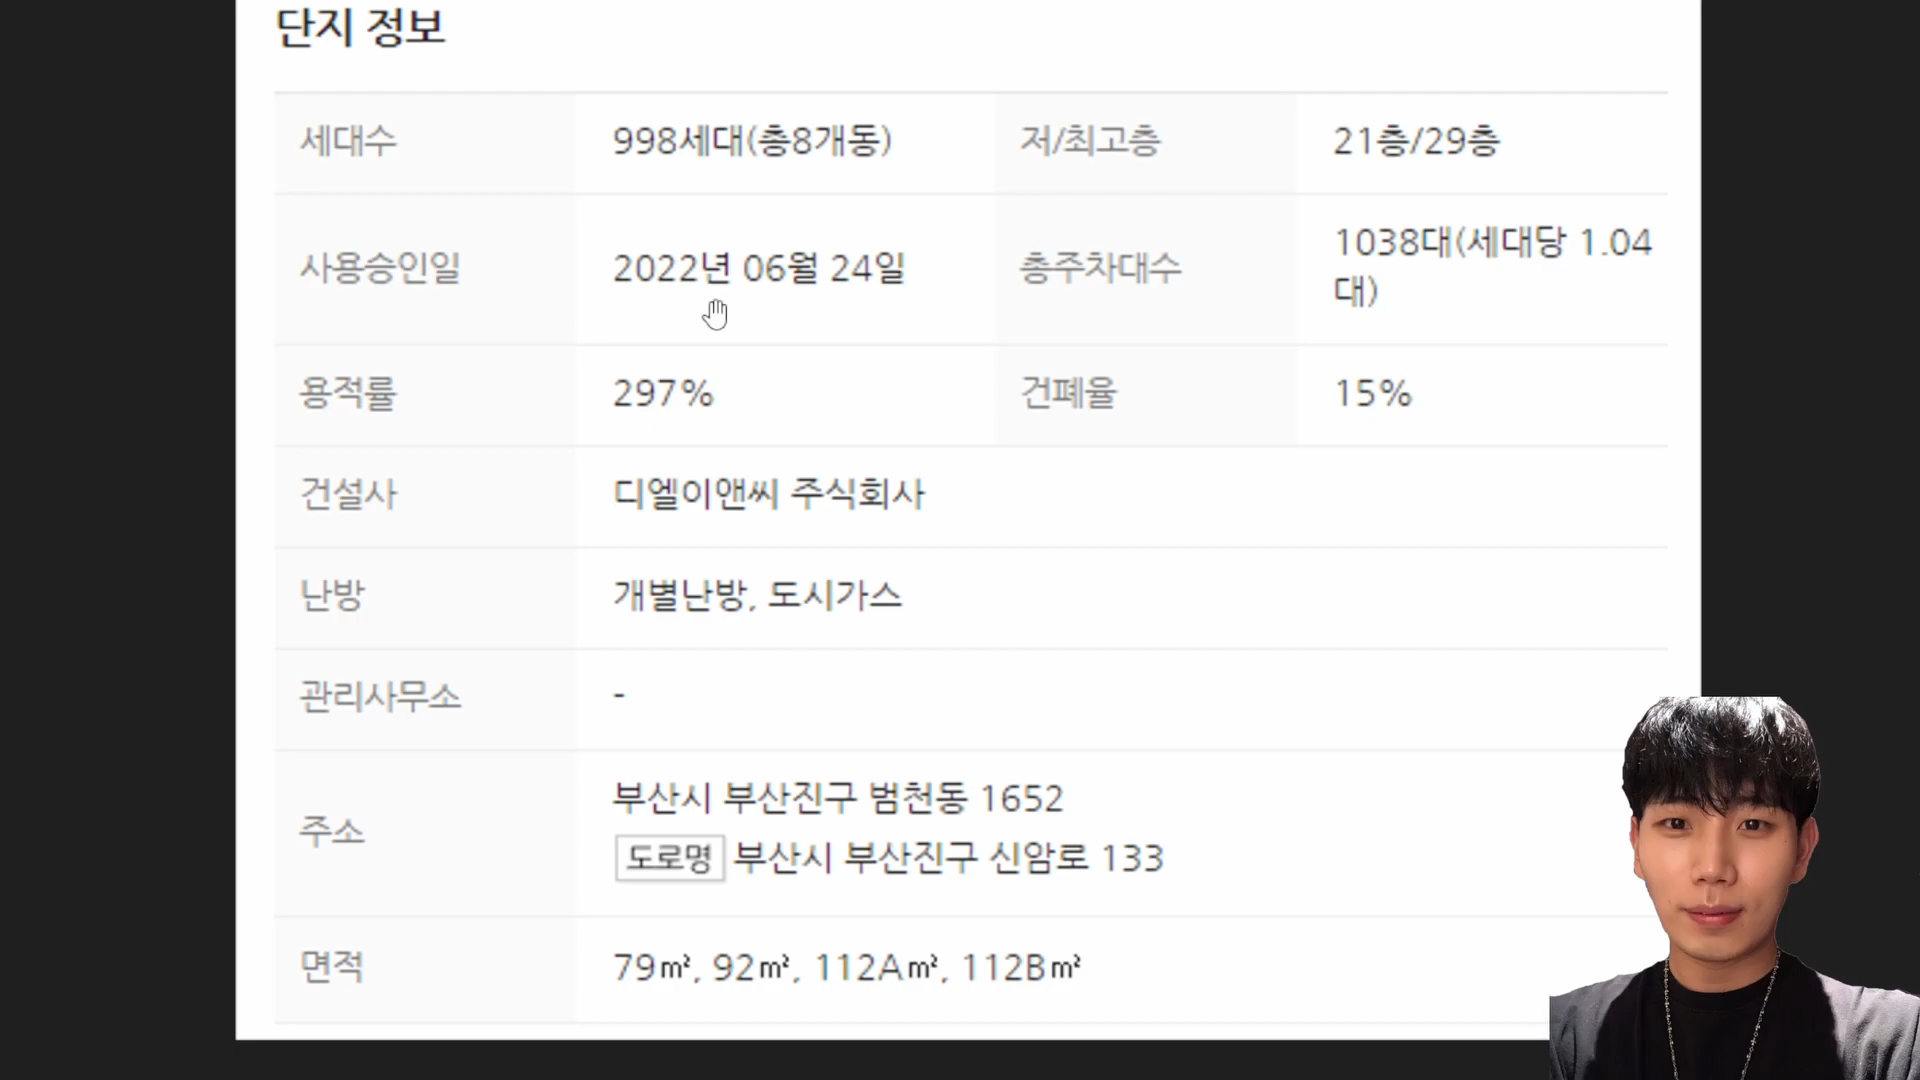 단지 정보
세대수 998세대(총8개동) 저/최고층 21층/29층
사용승인일 2022년 06월 24일 총주차대수 1038대(세대당 1.04
대)
용적률 297% 건폐율 15%
건설사 디엘이앤씨 주식회사
난방 개별난방, 도시가스
관리사무소 -
주소 부산시 부산진구 범천동 1652
도로명 부산시 부산진구 신암로 133
면적 79㎡, 92㎡, 112A㎡, 112B㎡